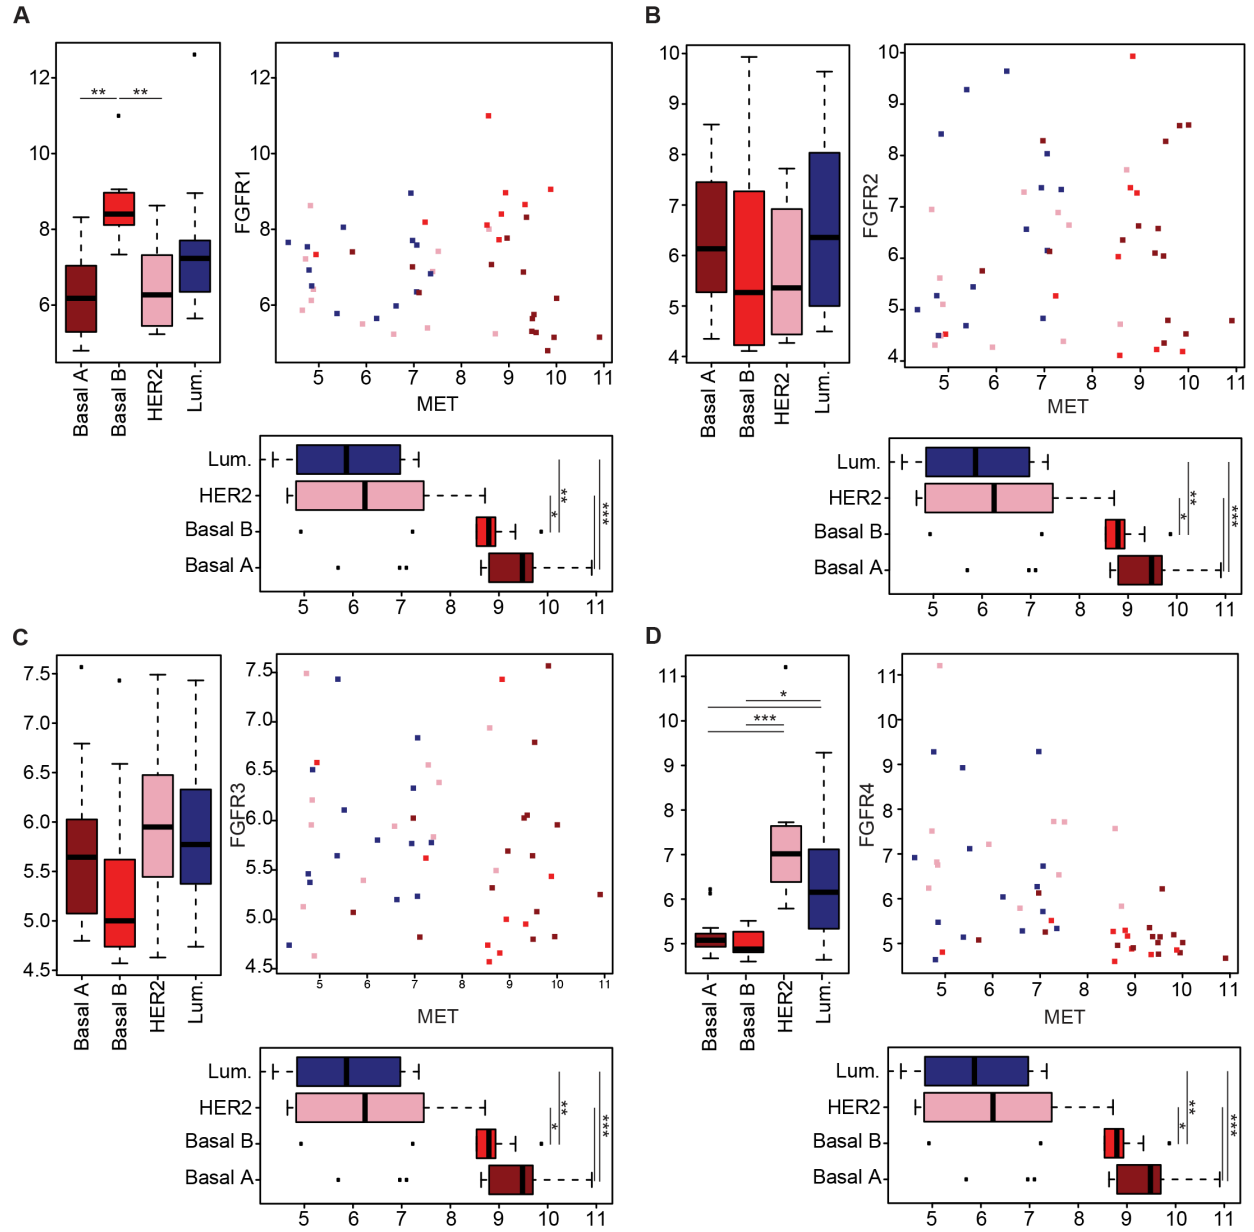 A
12
10
8
6
** **
Basal A
Basal B
HER2
Lum.
FGFR1
12
10
8
6
5 6 7 8 9 10 11
MET
Lum.
HER2
Basal B
Basal A
* ** ***
5 6 7 8 9 10 11
B
10
9
8
7
6
5
4
Basal A
Basal B
HER2
Lum.
FGFR2
10
9
8
7
6
5
4
5 6 7 8 9 10 11
MET
Lum.
HER2
Basal B
Basal A
* ** ***
5 6 7 8 9 10 11
C
7.5
7.0
6.5
6.0
5.5
5.0
4.5
Basal A
Basal B
HER2
Lum.
FGFR3
7.5
7.0
6.5
6.0
5.5
5.0
4.5
5 6 7 8 9 10 11
MET
Lum.
HER2
Basal B
Basal A
* ** ***
5 6 7 8 9 10 11
D
11
10
9
8
7
6
5
*
***
Basal A
Basal B
HER2
Lum.
FGFR4
11
10
9
8
7
6
5
5 6 7 8 9 10 11
MET
Lum.
HER2
Basal B
Basal A
* ** ***
5 6 7 8 9 10 11